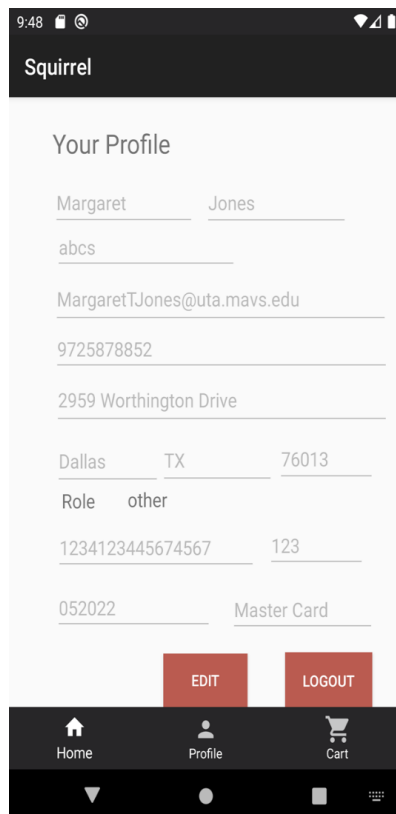 9:48
Squirrel
Your Profile
Margaret Jones
abcs
MargaretTJones@uta.mavs.edu
9725878852
2959 Worthington Drive
Dallas TX 76013
Role other
1234123445674567 123
052022 Master Card
EDIT LOGOUT
Home Profile Cart